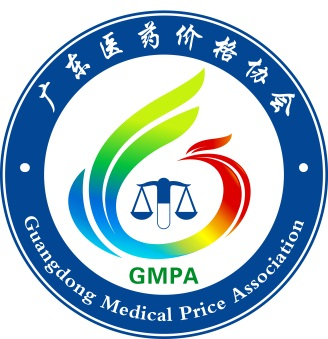 广东医药价格协会
GMPA
Guangdong Medical Price Association